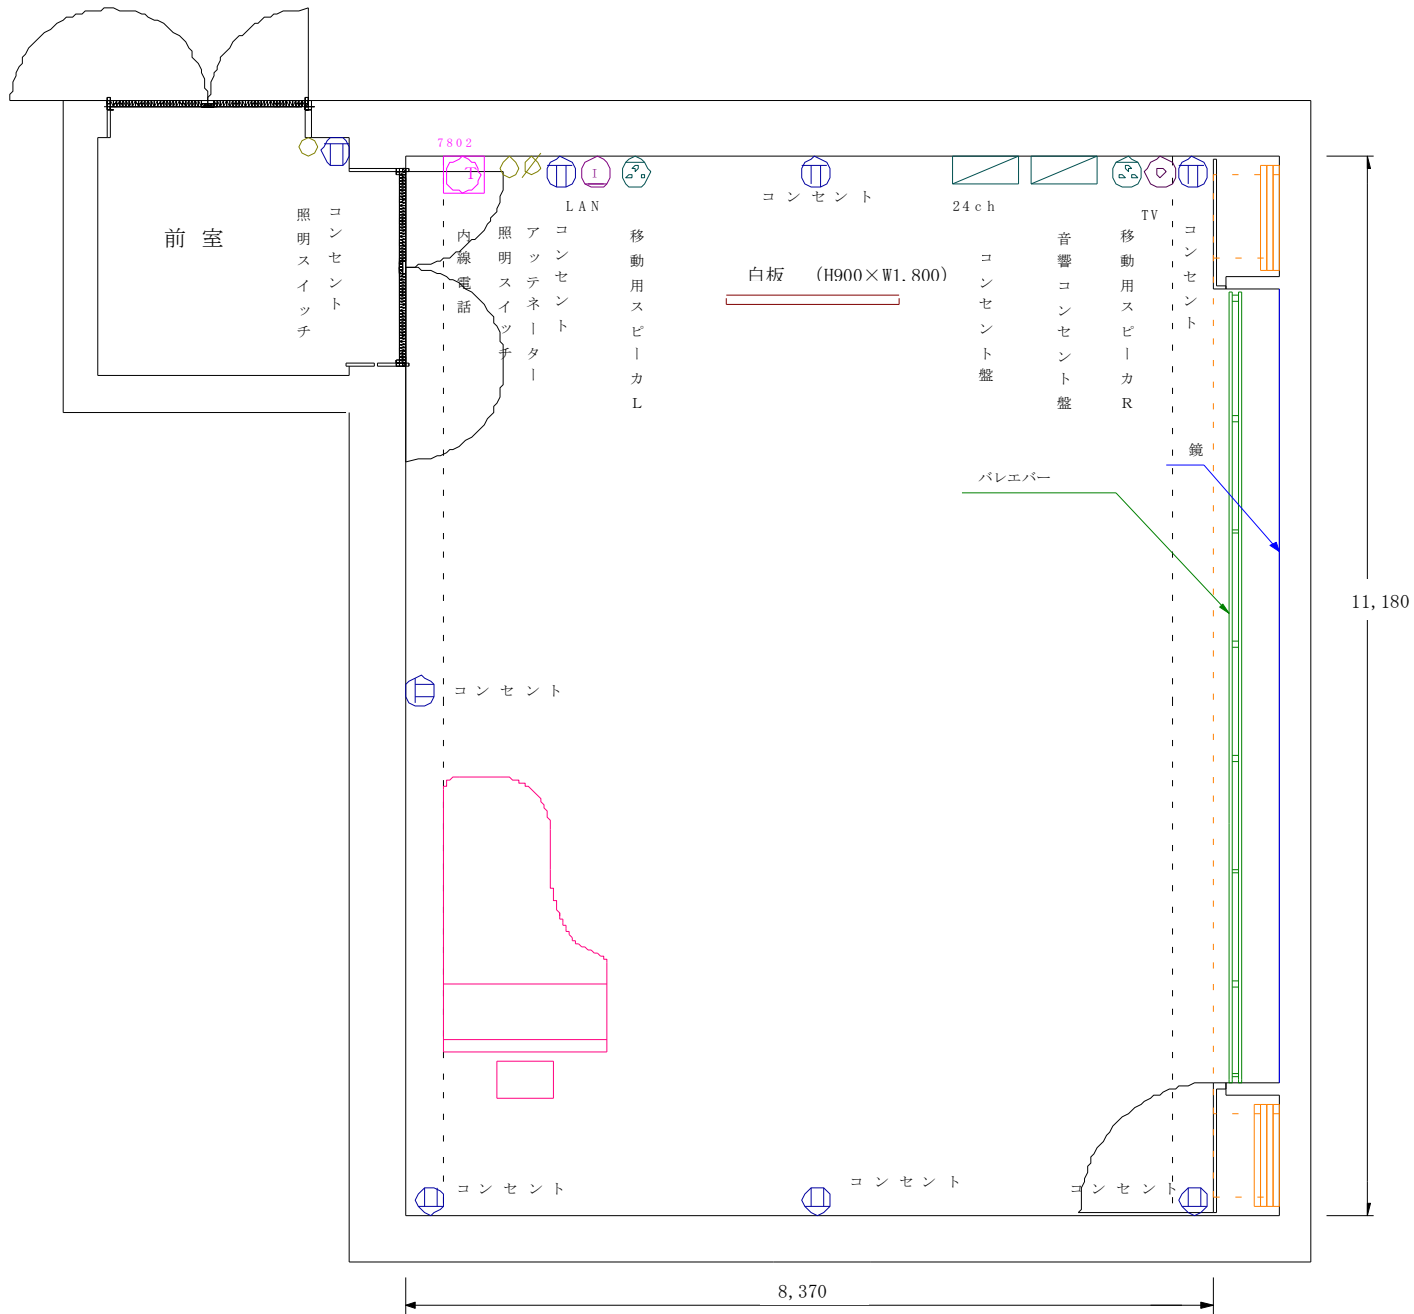 7802
T
I
コンセント
LAN
24ch
TV
前室
照明スイッチ
コンセント
内線電話
照明スイッチ
アッテネーター
コンセント
移動用スピーカL
白板 (H900×W1.800)
コンセント盤
音響コンセント盤
移動用スピーカR
コンセント
鏡
バレエバー
11,180
コンセント
コンセント
コンセント
コンセント
8,370